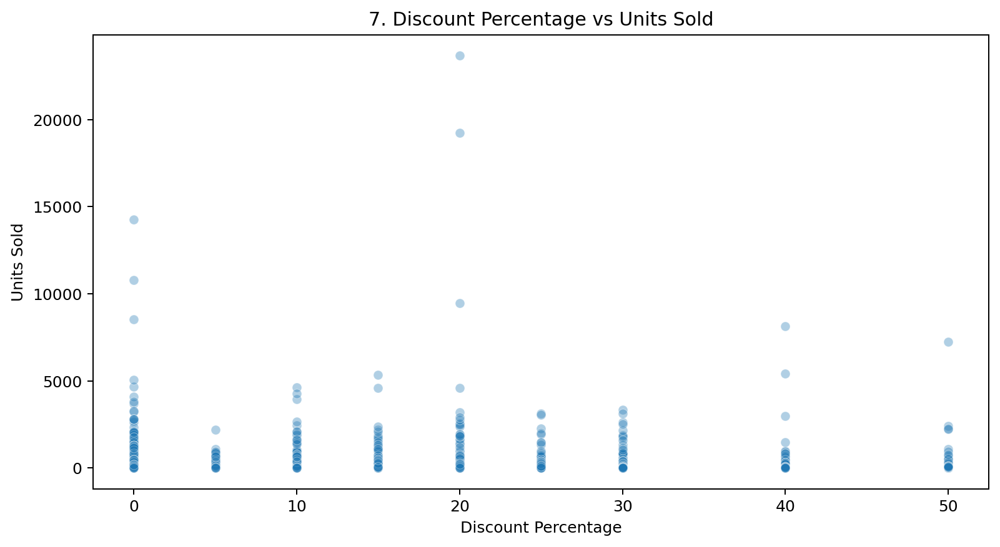 7. Discount Percentage vs Units Sold
20000
15000
10000
5000
0
Units Sold
0 10 20 30 40 50
Discount Percentage